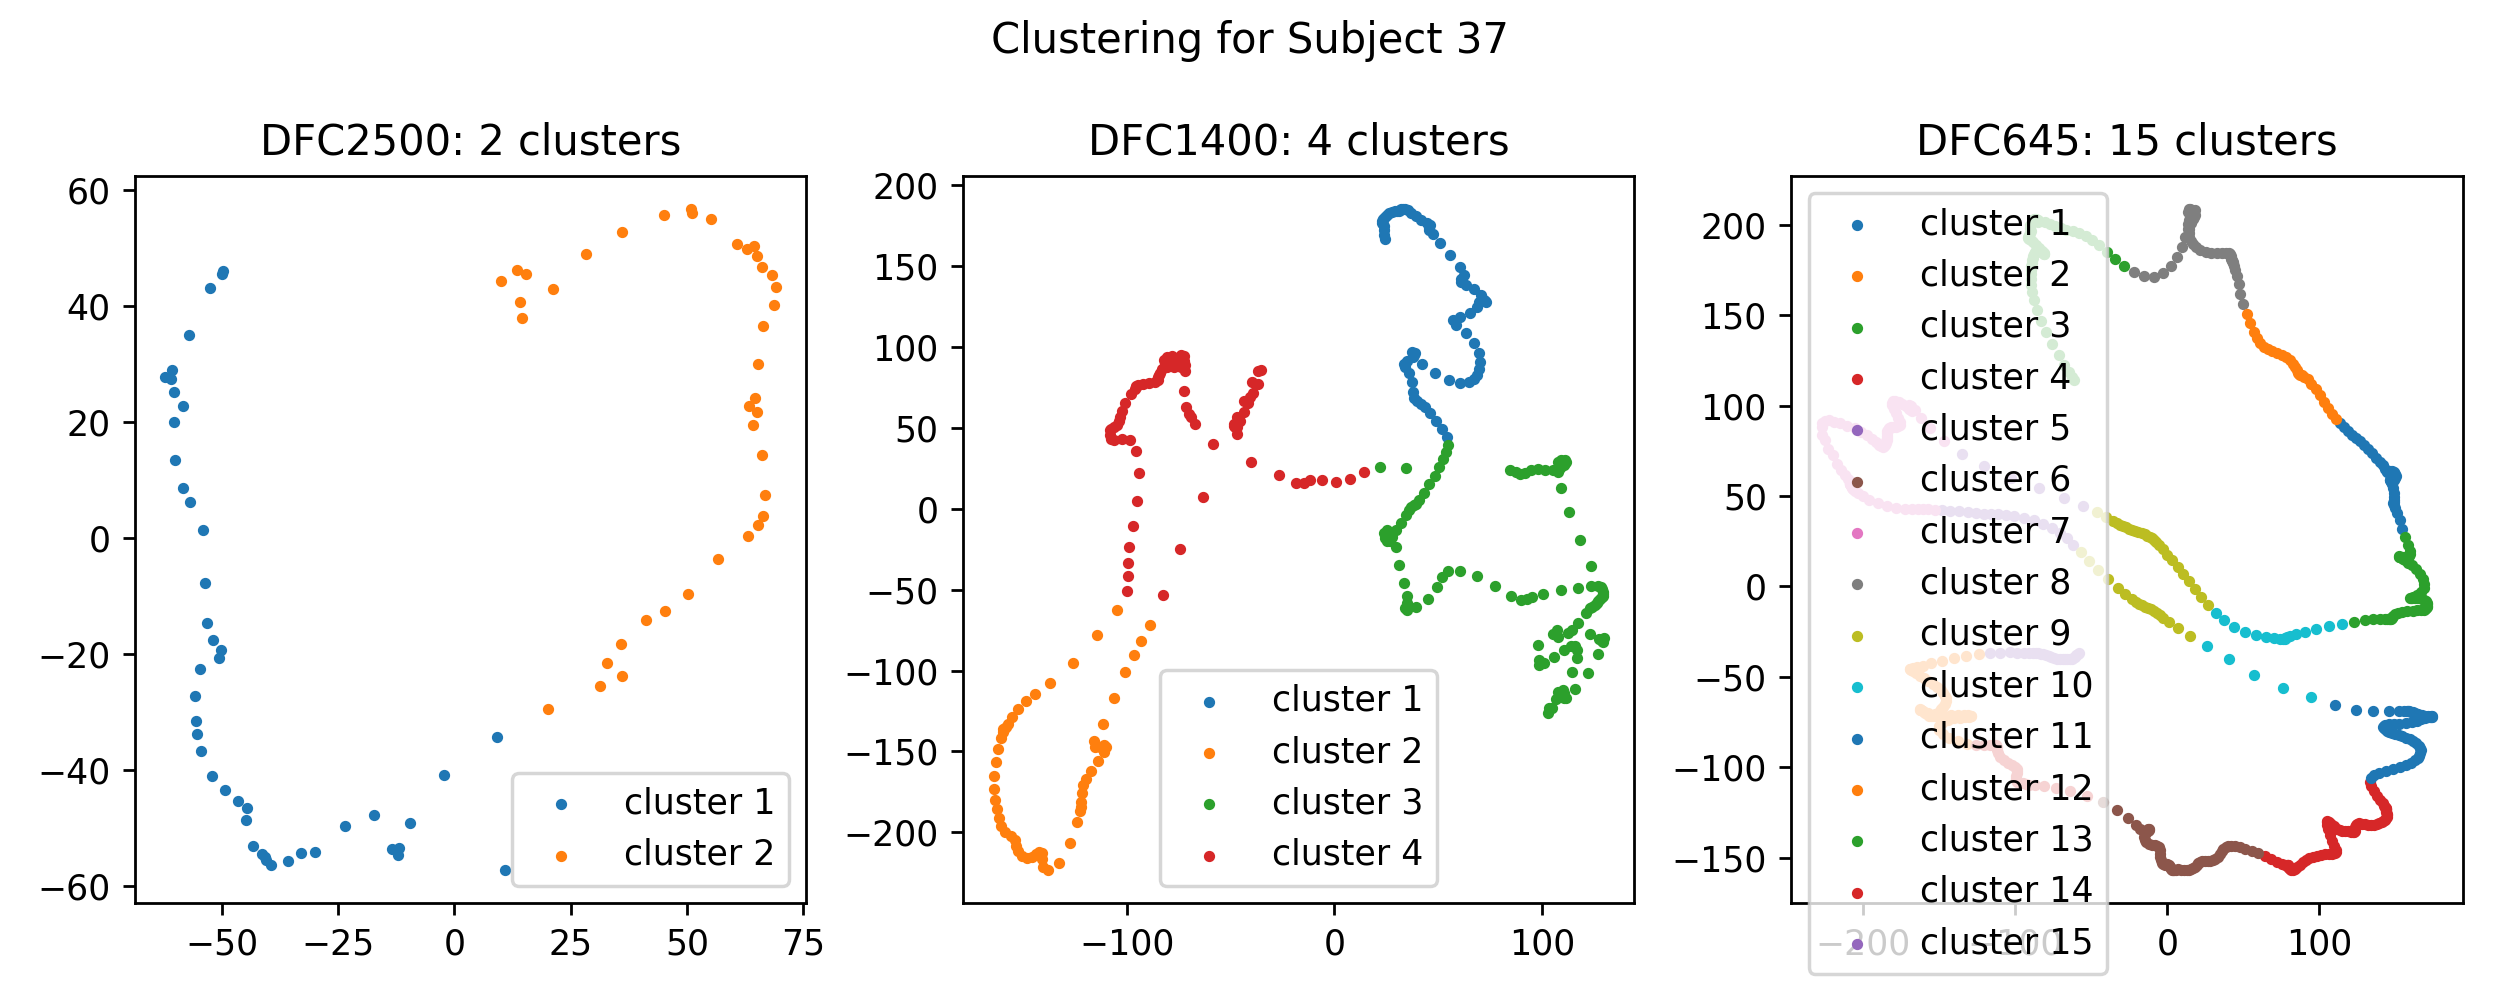 Clustering for Subject 37
DFC2500: 2 clusters
60
40
20
0
−20
−40
−60
−50
−25
0
25
50
75
cluster 1
cluster 2
DFC1400: 4 clusters
200
150
100
50
0
−50
−100
−150
−200
−100
0
100
cluster 1
cluster 2
cluster 3
cluster 4
DFC645: 15 clusters
200
150
100
50
0
−50
−100
−150
−200
−100
0
100
cluster 1
cluster 2
cluster 3
cluster 4
cluster 5
cluster 6
cluster 7
cluster 8
cluster 9
cluster 10
cluster 11
cluster 12
cluster 13
cluster 14
cluster 15